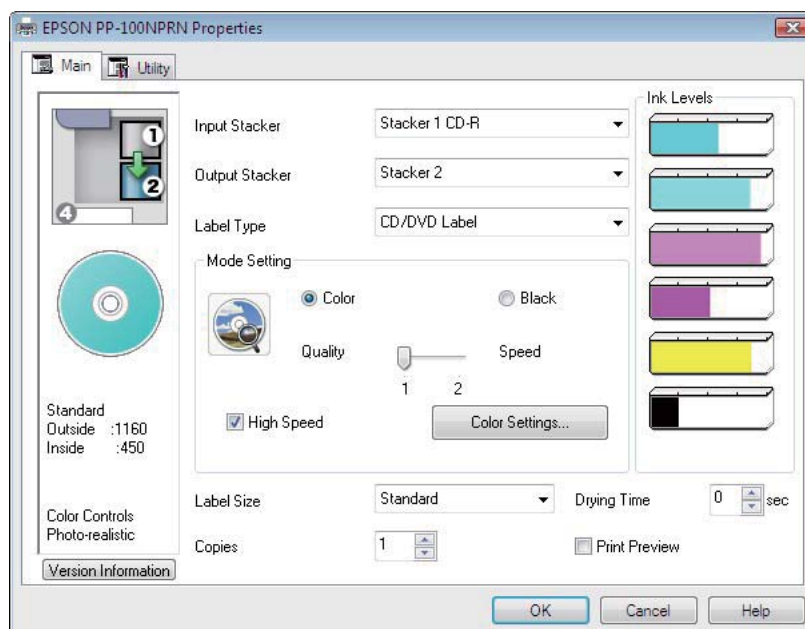 EPSON PP-100NPRN Properties
Main
Utility
1
2
4
Standard
Outside :1160
Inside :450
Color Controls
Photo-realistic
Version Information
Input Stacker
Stacker 1 CD-R
Output Stacker
Stacker 2
Label Type
CD/DVD Label
Mode Setting
Color
Black
Quality
Speed
1 2
High Speed
Color Settings...
Label Size
Standard
Drying Time
0
sec
Copies
1
Print Preview
Ink Levels
OK
Cancel
Help